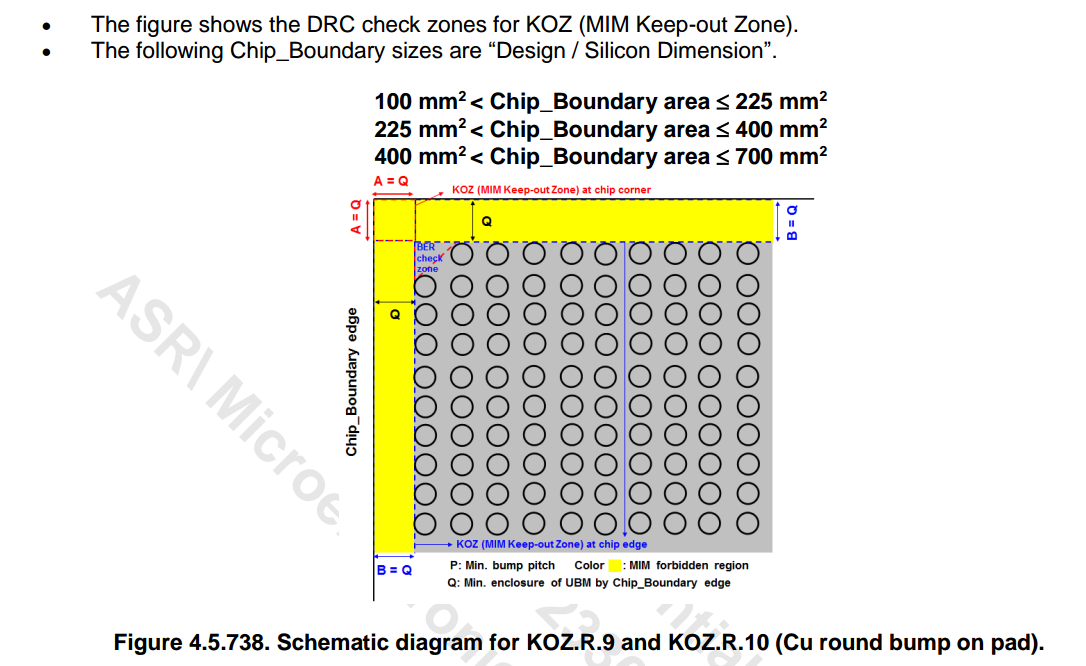 • The figure shows the DRC check zones for KOZ (MIM Keep-out Zone).
• The following Chip_Boundary sizes are “Design / Silicon Dimension”.
100 mm² < Chip_Boundary area ≤ 225 mm²
225 mm² < Chip_Boundary area ≤ 400 mm²
400 mm² < Chip_Boundary area ≤ 700 mm²
A = Q
KOZ (MIM Keep-out Zone) at chip corner
A = Q
Q
B = Q
BER
check
zone
Q
Chip_Boundary edge
KOZ (MIM Keep-out Zone) at chip edge
B = Q
P: Min. bump pitch Color : MIM forbidden region
Q: Min. enclosure of UBM by Chip_Boundary edge
ASRI
Figure 4.5.738. Schematic diagram for KOZ.R.9 and KOZ.R.10 (Cu round bump on pad).